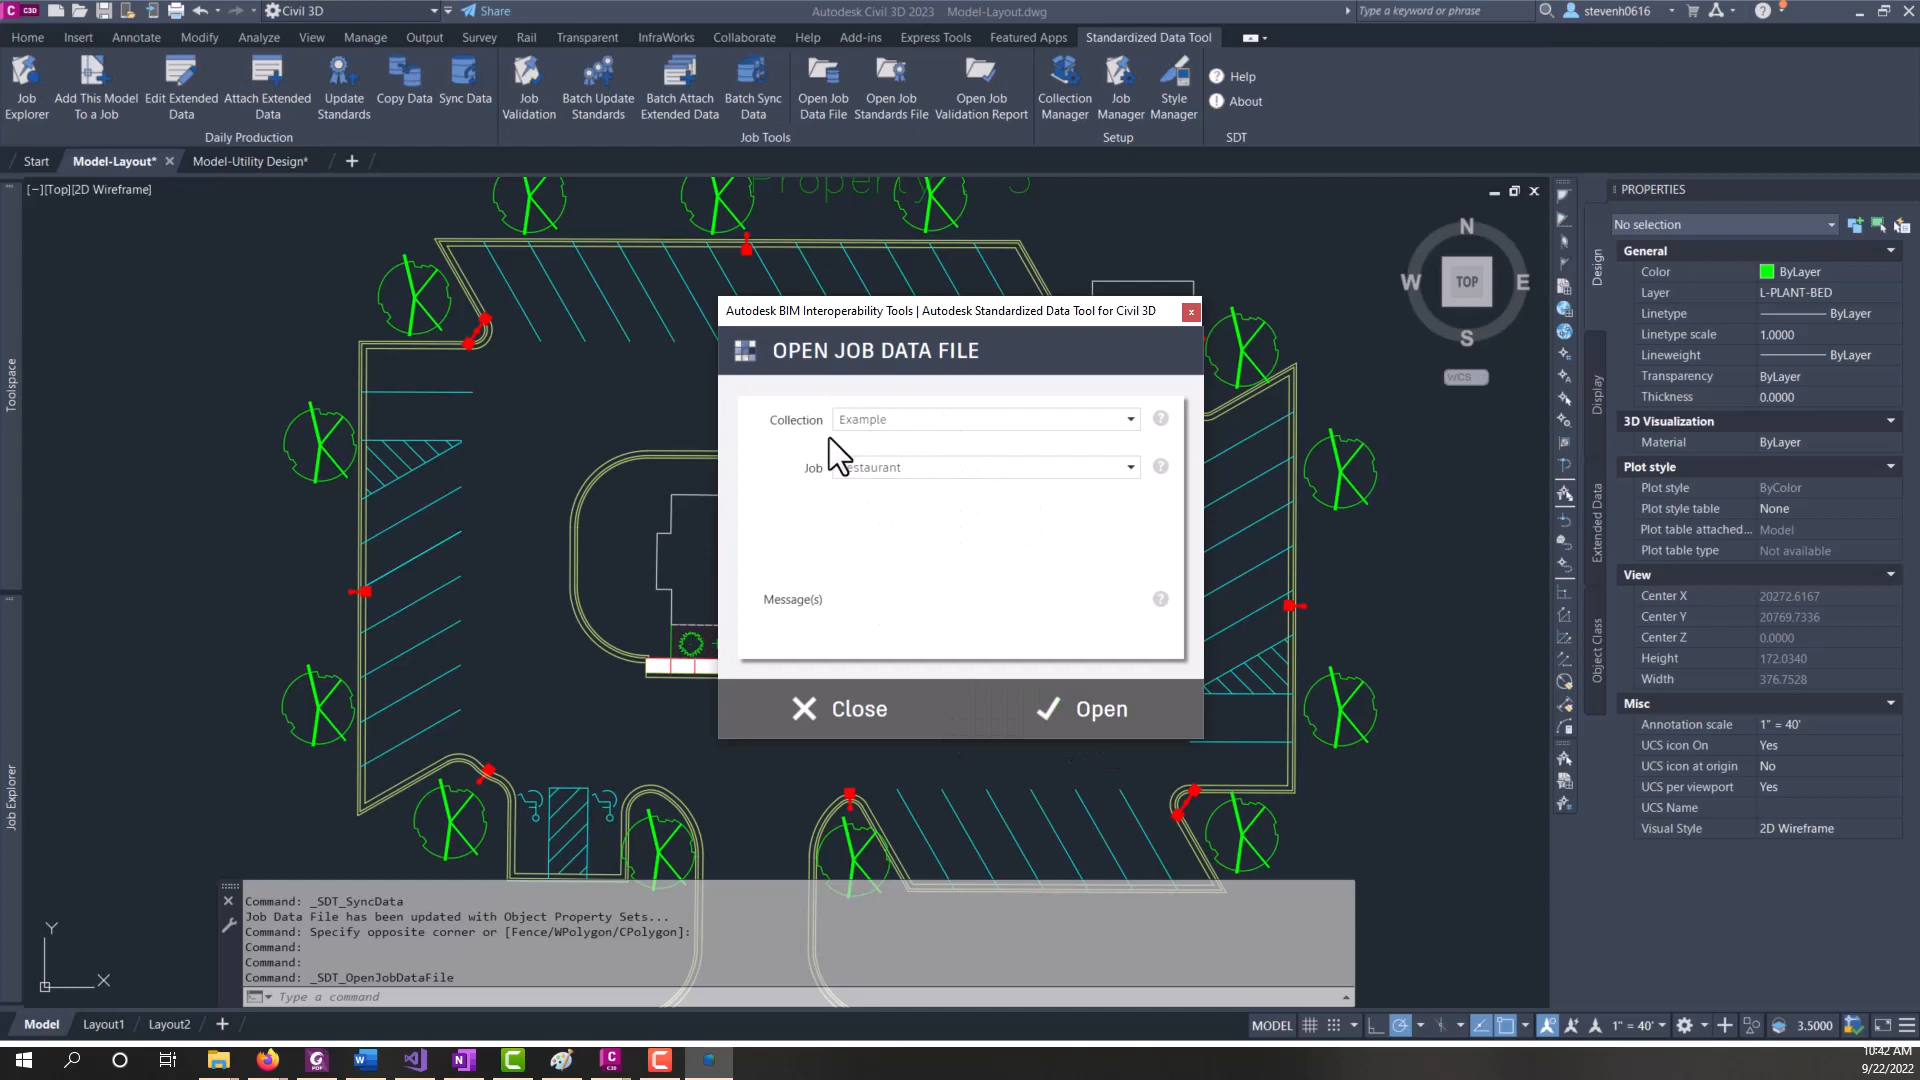 C3D
Civil 3D
Share
Autodesk Civil 3D 2023 Model-Layout.dwg
Type a keyword or phrase
stevenh0616
Home Insert Annotate Modify Analyze View Manage Output Survey Rail Transparent InfraWorks Collaborate Help Add-ins Express Tools Featured Apps Standardized Data Tool
Job Explorer
Add This Model To a Job
Edit Extended Data
Attach Extended Data
Update Standards
Copy Data
Sync Data
Job Validation
Batch Update Standards
Batch Attach Extended Data
Batch Sync Data
Open Job Data File
Open Job Standards File
Open Job Validation Report
Collection Manager
Job Manager
Style Manager
Help
About
Daily Production
Job Tools
Setup
SDT
Start
Model-Layout*
Model-Utility Design*
[−][Top][2D Wireframe]
Toolspace
Job Explorer
N
W
TOP
E
S
WCS
Autodesk BIM Interoperability Tools | Autodesk Standardized Data Tool for Civil 3D
OPEN JOB DATA FILE
Collection
Example
Job
estaurant
Message(s)
Close
Open
PROPERTIES
No selection
Design
Display
Extended Data
Object Class
General
Color ByLayer
Layer L-PLANT-BED
Linetype ByLayer
Linetype scale 1.0000
Lineweight ByLayer
Transparency ByLayer
Thickness 0.0000
3D Visualization
Material ByLayer
Plot style
Plot style ByColor
Plot style table None
Plot table attached... Model
Plot table type Not available
View
Center X 20272.6167
Center Y 20769.7336
Center Z 0.0000
Height 172.0340
Width 376.7528
Misc
Annotation scale 1" = 40'
UCS icon On Yes
UCS icon at origin No
UCS per viewport Yes
UCS Name
Visual Style 2D Wireframe
Command: _SDT_SyncData
Job Data File has been updated with Object Property Sets...
Command: Specify opposite corner or [Fence/WPolygon/CPolygon]:
Command:
Command:
Command: _SDT_OpenJobDataFile
Type a command
Y
X
Model
Layout1
Layout2
MODEL
1" = 40'
3.5000
10:42 AM
9/22/2022